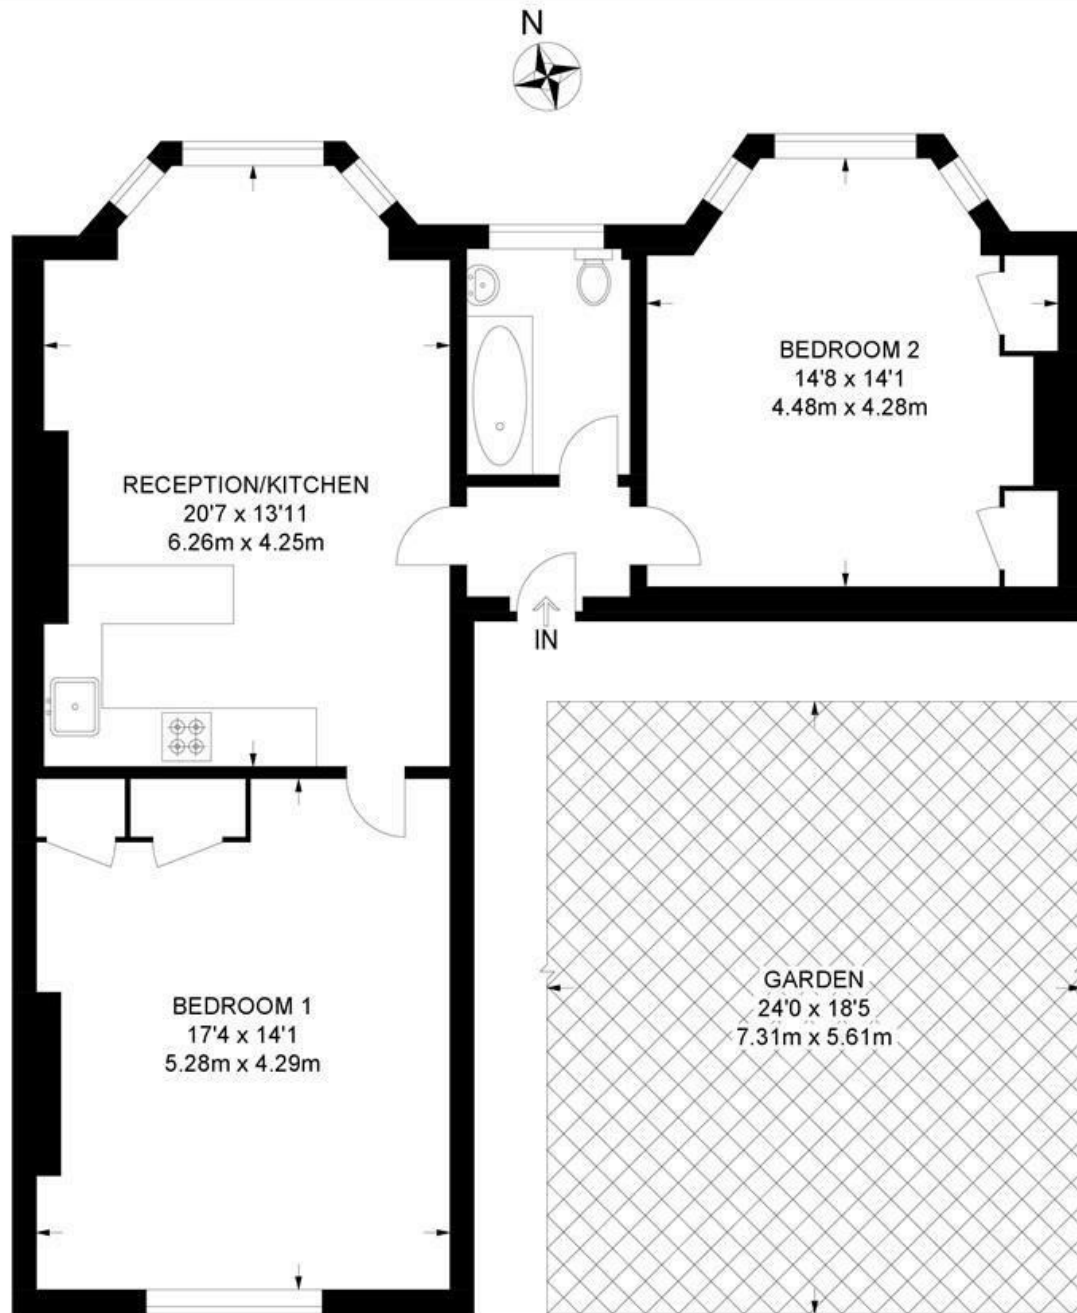 N
BEDROOM 2
14'8 x 14'1
4.48m x 4.28m
RECEPTION/KITCHEN
20'7 x 13'11
6.26m x 4.25m
IN
BEDROOM 1
17'4 x 14'1
5.28m x 4.29m
GARDEN
24'0 x 18'5
7.31m x 5.61m